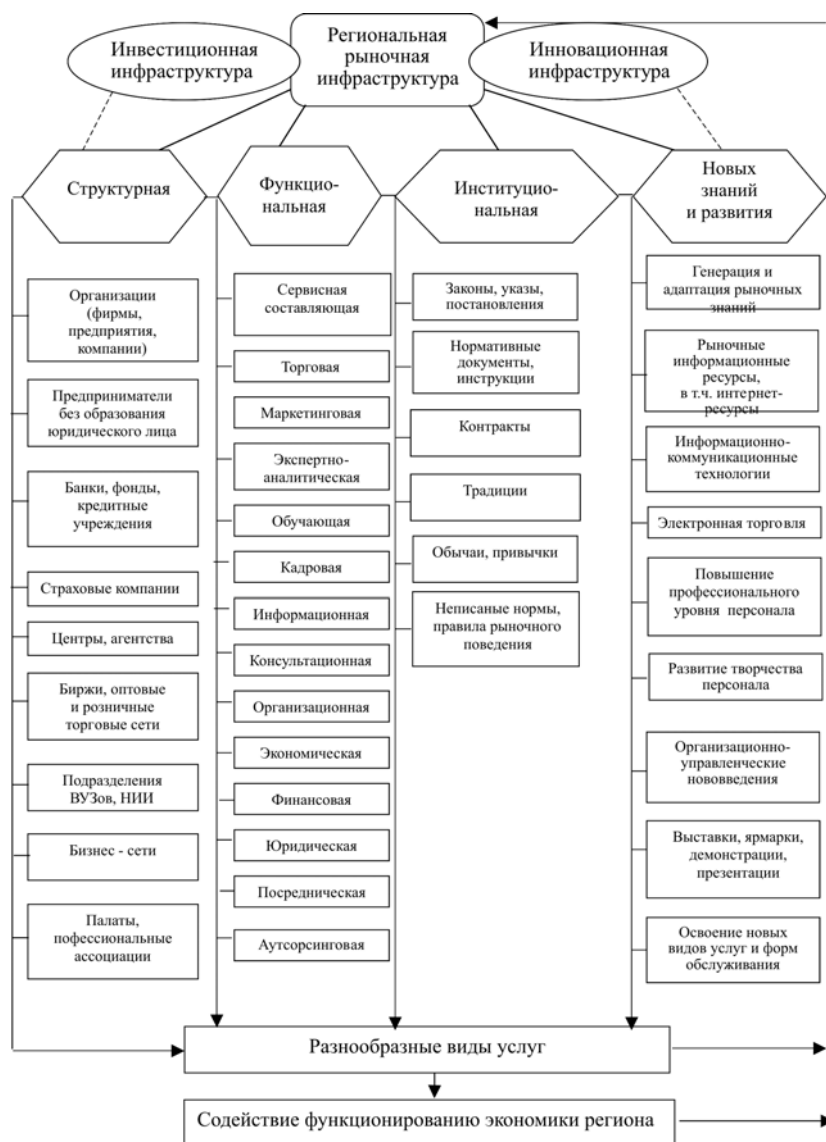 Инвестиционная
инфраструктура
Региональная
рыночная
инфраструктура
Инновационная
инфраструктура
Структурная
Функцио-
нальная
Институцио-
нальная
Новых
знаний
и развития
Организации
(фирмы,
предприятия,
компании)
Предприниматели
без образования
юридического лица
Банки, фонды,
кредитные
учреждения
Страховые компании
Центры, агентства
Биржи, оптовые
и розничные
торговые сети
Подразделения
ВУЗов, НИИ
Бизнес - сети
Палаты,
пофессиональные
ассоциации
Сервисная
составляющая
Торговая
Маркетинговая
Экспертно-
аналитическая
Обучающая
Кадровая
Информационная
Консультационная
Организационная
Экономическая
Финансовая
Юридическая
Посредническая
Аутсорсинговая
Законы, указы,
постановления
Нормативные
документы,
инструкции
Контракты
Традиции
Обычаи, привычки
Неписаные нормы,
правила рыночного
поведения
Генерация и
адаптация рыночных
знаний
Рыночные
информационные
ресурсы,
в т.ч. интернет-
ресурсы
Информационно-
коммуникационные
технологии
Электронная торговля
Повышение
профессионального
уровня персонала
Развитие творчества
персонала
Организационно-
управленческие
нововведения
Выставки, ярмарки,
демонстрации,
презентации
Освоение новых
видов услуг и форм
обслуживания
Разнообразные виды услуг
Содействие функционированию экономики региона